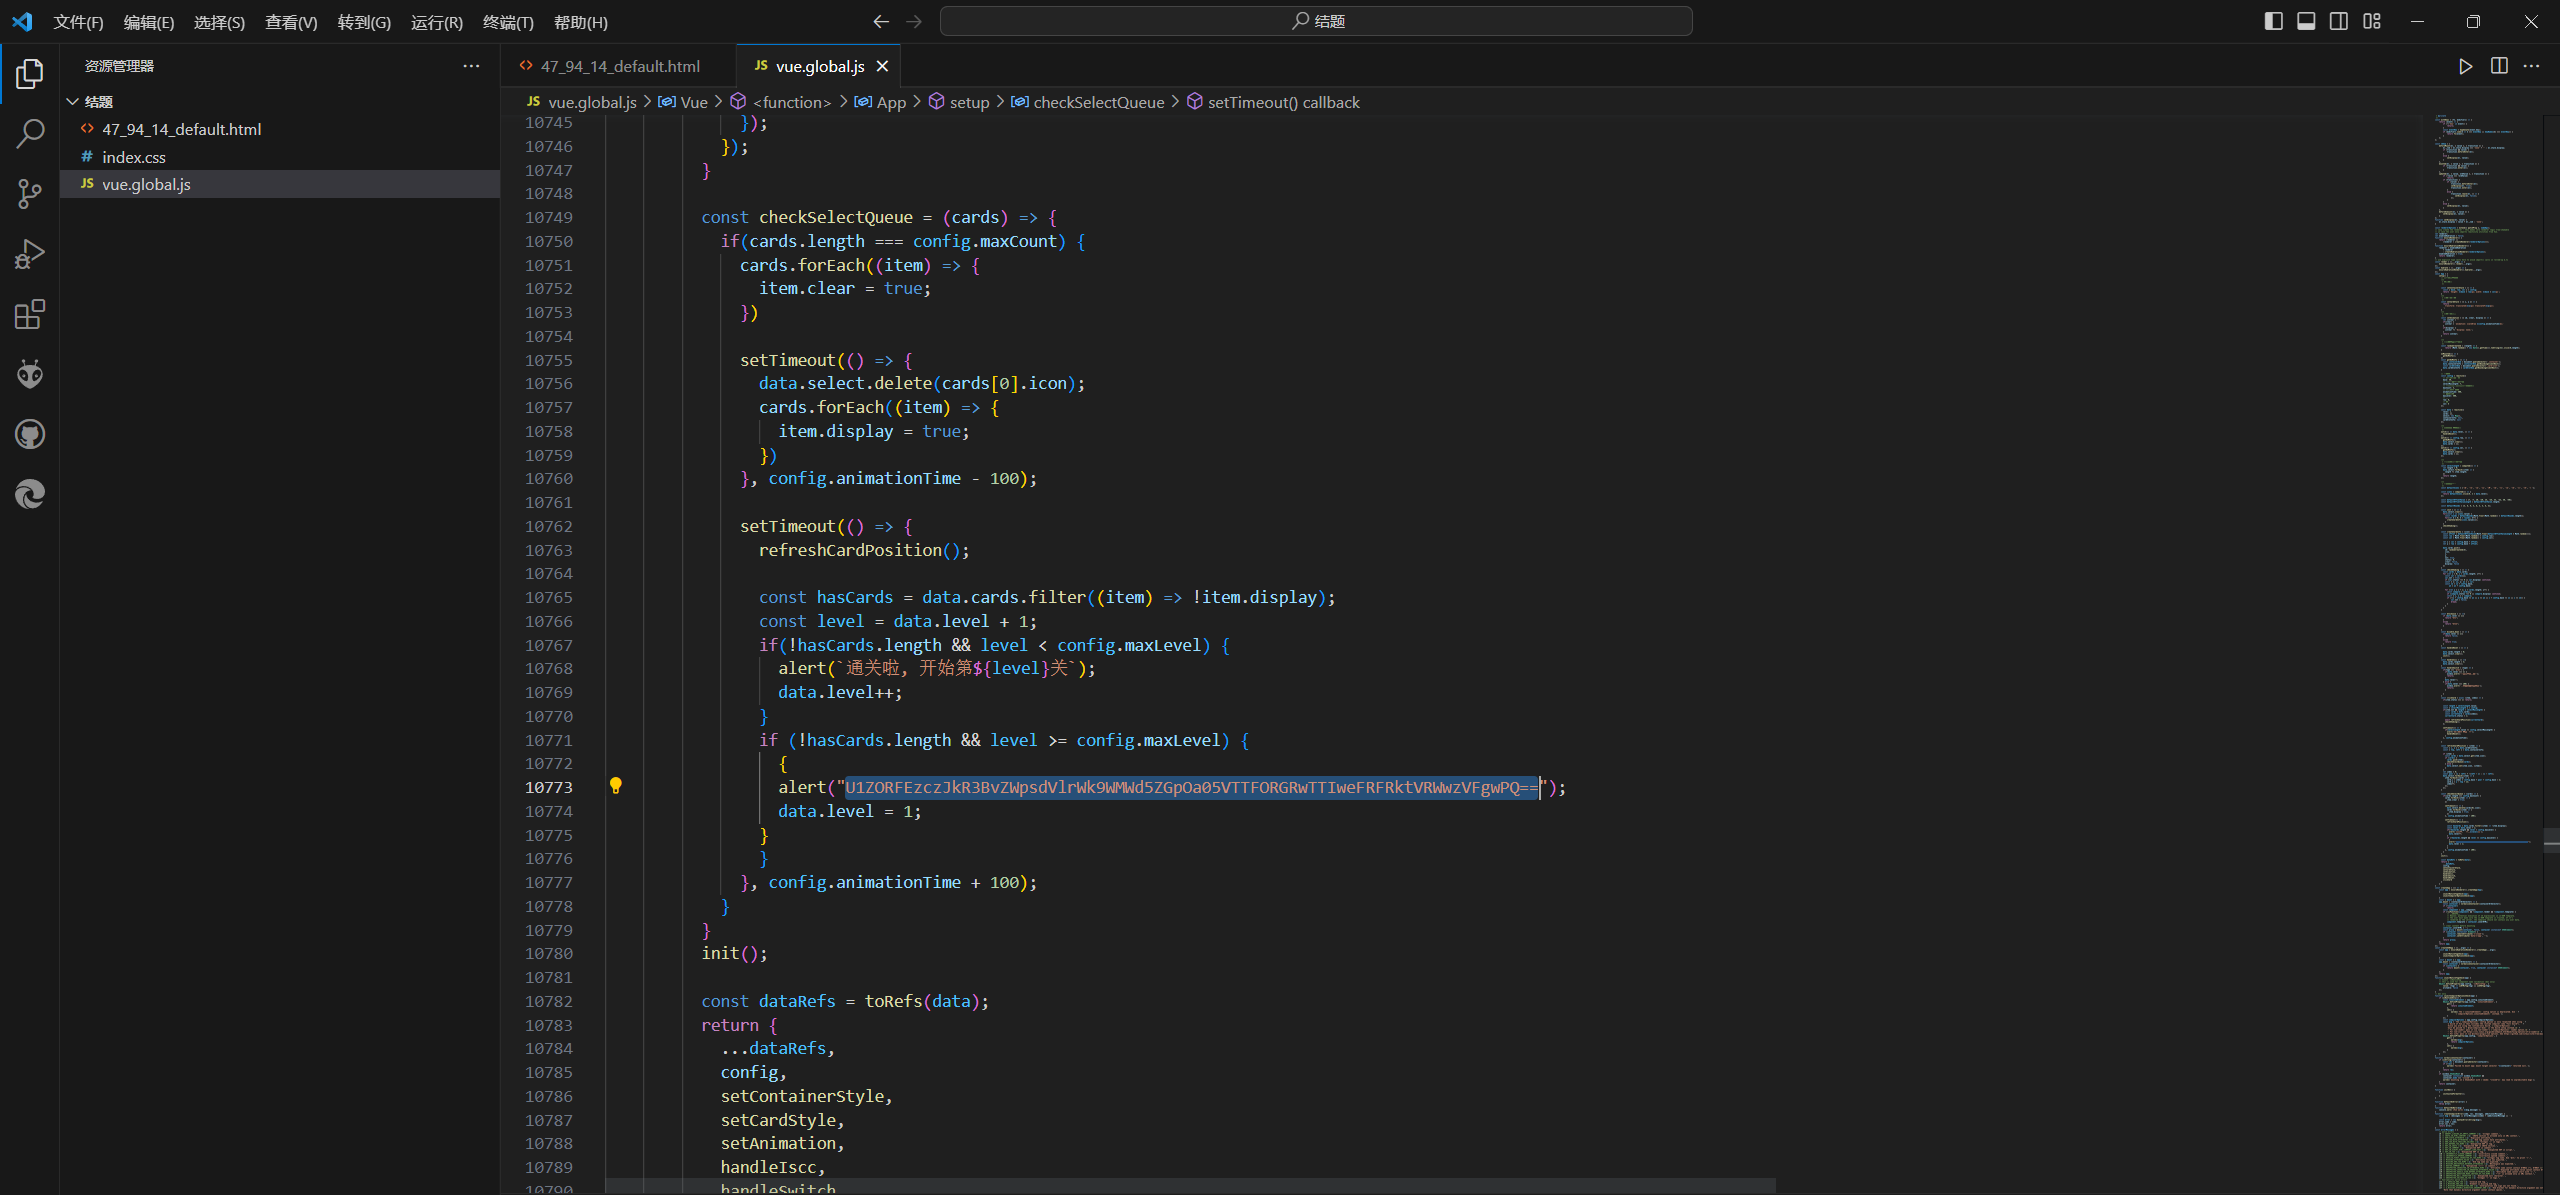 文件(F) 编辑(E) 选择(S) 查看(V) 转到(G) 运行(R) 终端(T) 帮助(H)
结题
资源管理器
结题
47_94_14_default.html
index.css
JS vue.global.js
47_94_14_default.html
JS vue.global.js
JS vue.global.js > Vue > <function> > App > setup > checkSelectQueue > setTimeout() callback
10745 });
10746 });
10747 }
10748
10749 const checkSelectQueue = (cards) => {
10750 if(cards.length === config.maxCount) {
10751 cards.forEach((item) => {
10752 item.clear = true;
10753 })
10754
10755 setTimeout(() => {
10756 data.select.delete(cards[0].icon);
10757 cards.forEach((item) => {
10758 item.display = true;
10759 })
10760 }, config.animationTime - 100);
10761
10762 setTimeout(() => {
10763 refreshCardPosition();
10764
10765 const hasCards = data.cards.filter((item) => !item.display);
10766 const level = data.level + 1;
10767 if(!hasCards.length && level < config.maxLevel) {
10768 alert(`通关啦, 开始第${level}关`);
10769 data.level++;
10770 }
10771 if (!hasCards.length && level >= config.maxLevel) {
10772 {
10773 alert("U1ZORFEzczJkR3BvZWpsdVlrWk9WMWd5ZGpOa05VTTFORGRwTTIweFRFRktVRWwzVFgwPQ==");
10774 data.level = 1;
10775 }
10776 }
10777 }, config.animationTime + 100);
10778 }
10779 }
10780 init();
10781
10782 const dataRefs = toRefs(data);
10783 return {
10784 ...dataRefs,
10785 config,
10786 setContainerStyle,
10787 setCardStyle,
10788 setAnimation,
10789 handleIscc,
10790 handleSwitch